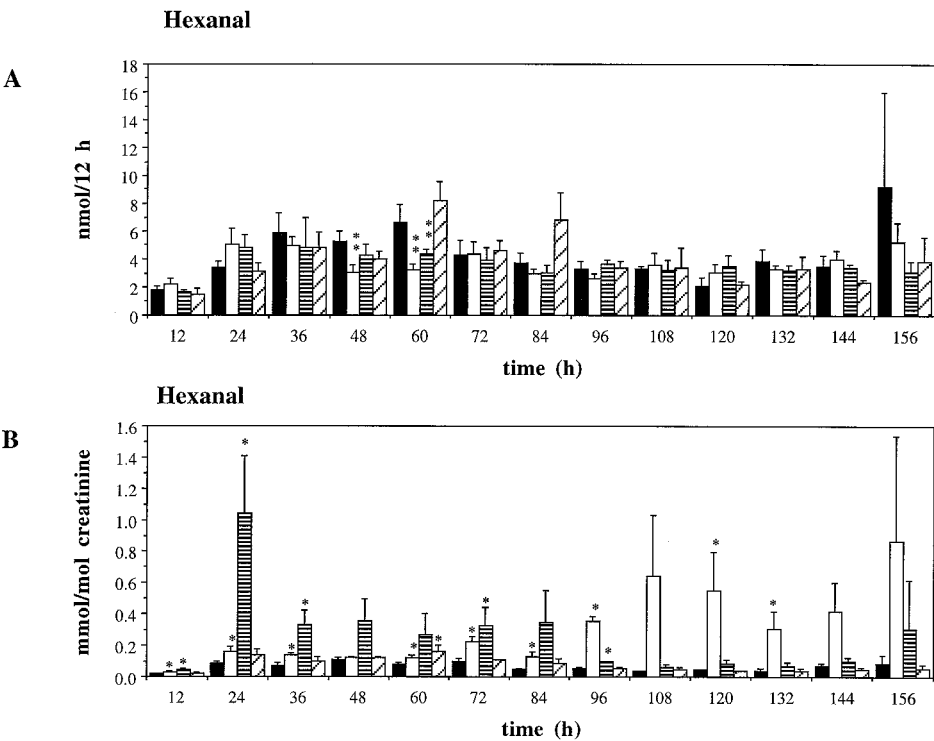 Hexanal
A
18
16
14
12
10
8
6
4
2
0
nmol/12 h
** ** **
12 24 36 48 60 72 84 96 108 120 132 144 156
time (h)
Hexanal
B
1.6
1.4
1.2
1.0
0.8
0.6
0.4
0.2
0.0
mmol/mol creatinine
* * * * * * * * * * * * * * * *
12 24 36 48 60 72 84 96 108 120 132 144 156
time (h)